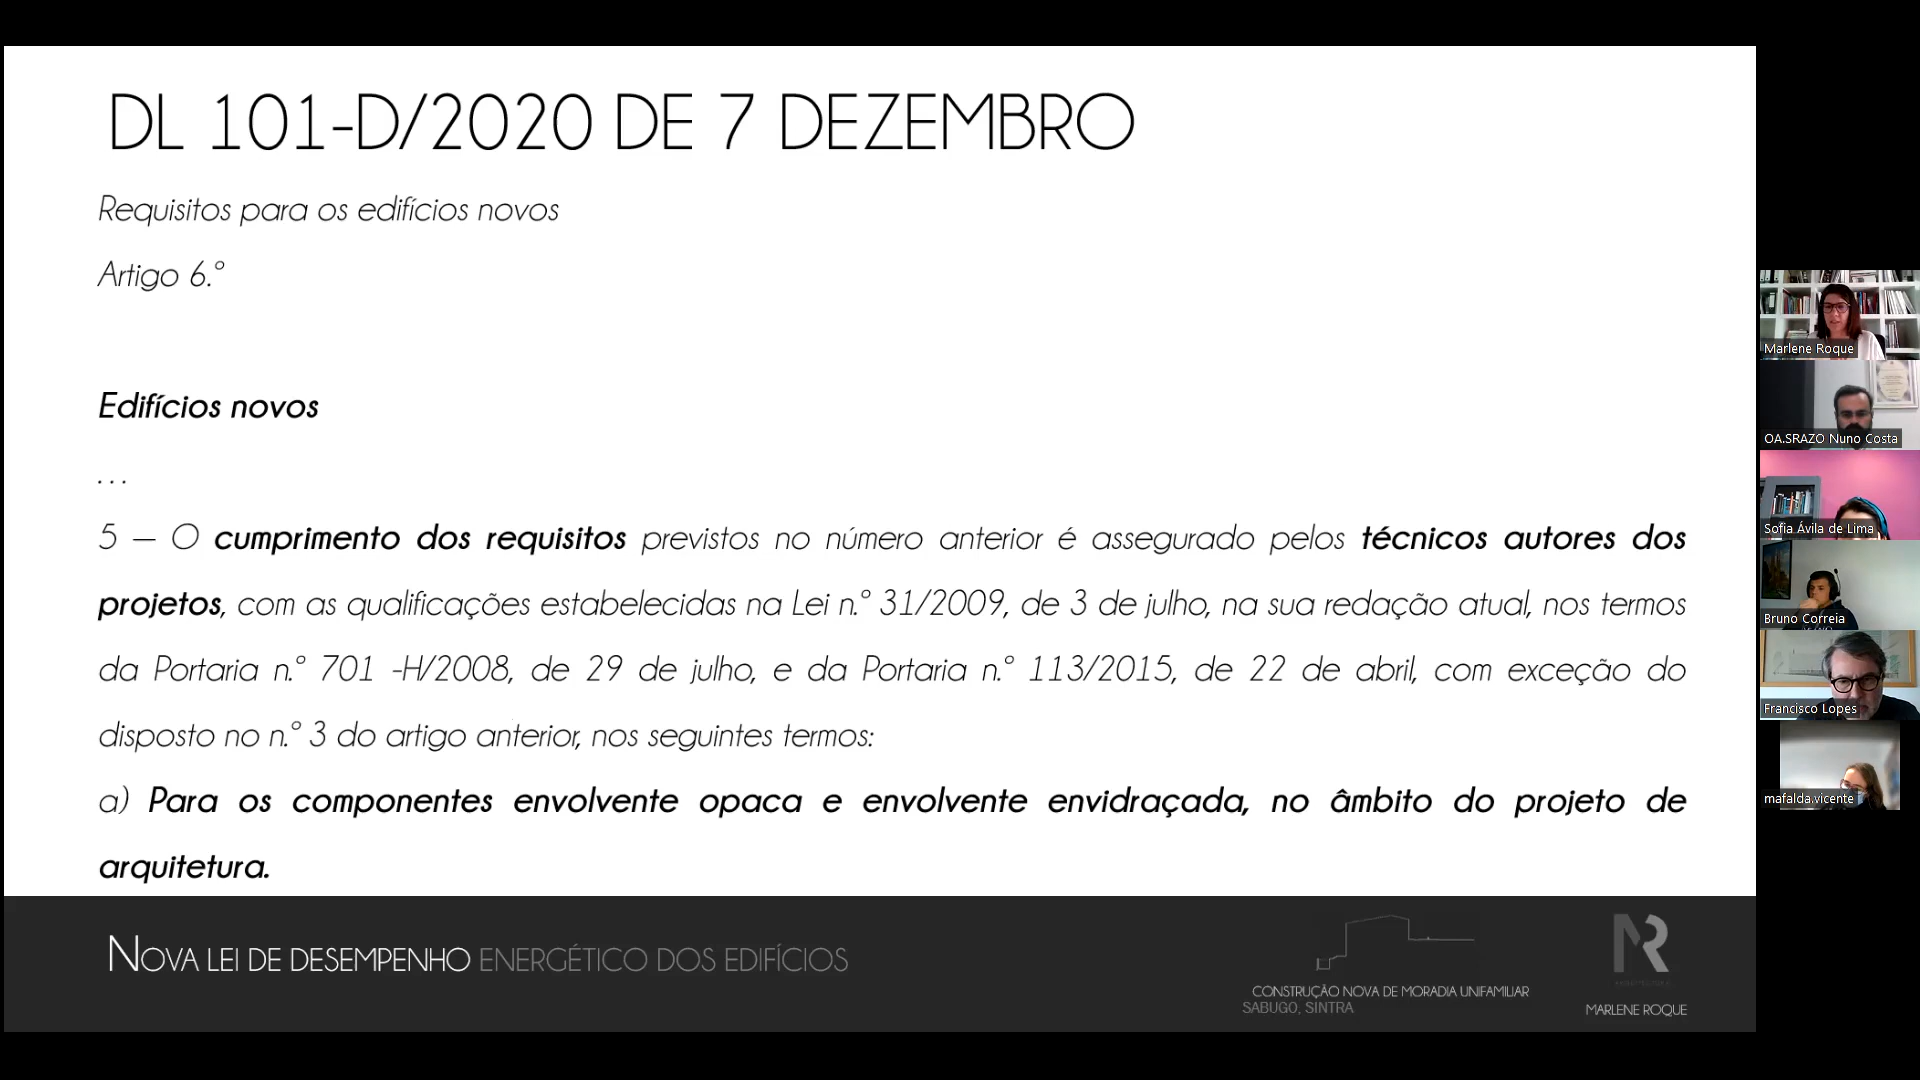 DL 101-D/2020 DE 7 DEZEMBRO
Requisitos para os edifícios novos
Artigo 6.º
Edifícios novos
...
5 — O cumprimento dos requisitos previstos no número anterior é assegurado pelos técnicos autores dos
projetos, com as qualificações estabelecidas na Lei n.º 31/2009, de 3 de julho, na sua redação atual, nos termos
da Portaria n.º 701 -H/2008, de 29 de julho, e da Portaria n.º 113/2015, de 22 de abril, com exceção do
disposto no n.º 3 do artigo anterior, nos seguintes termos:
a) Para os componentes envolvente opaca e envolvente envidraçada, no âmbito do projeto de
arquitetura.
NOVA LEI DE DESEMPENHO ENERGÉTICO DOS EDIFÍCIOS
CONSTRUÇÃO NOVA DE MORADIA UNIFAMILIAR
SABUGO, SINTRA
MR
MARLENE ROQUE
Marlene Roque
OA.SRAZO Nuno Costa
Sofia Ávila de Lima
Bruno Correia
Francisco Lopes
mafalda.vicente